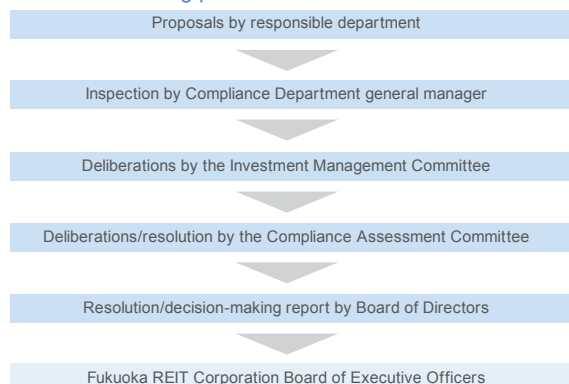 Proposals by responsible department
Inspection by Compliance Department general manager
Deliberations by the Investment Management Committee
Deliberations/resolution by the Compliance Assessment Committee
Resolution/decision-making report by Board of Directors
Fukuoka REIT Corporation Board of Executive Officers